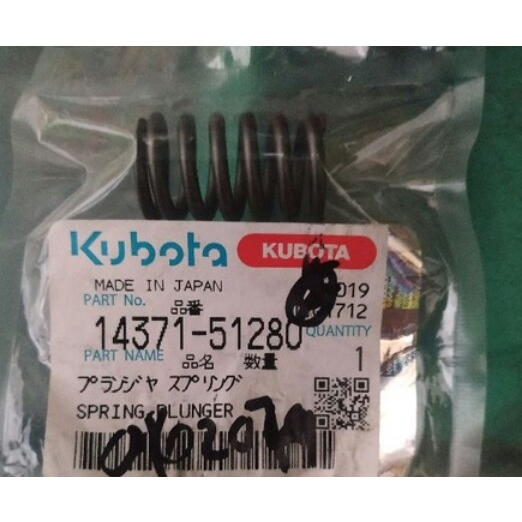 Kubota KUBOTA
MADE IN JAPAN
019
PART No. 品番
712
14371-51280 QUANTITY
PART NAME 品名 数量 1
プランジャ スプリング
SPRING,PLUNGER